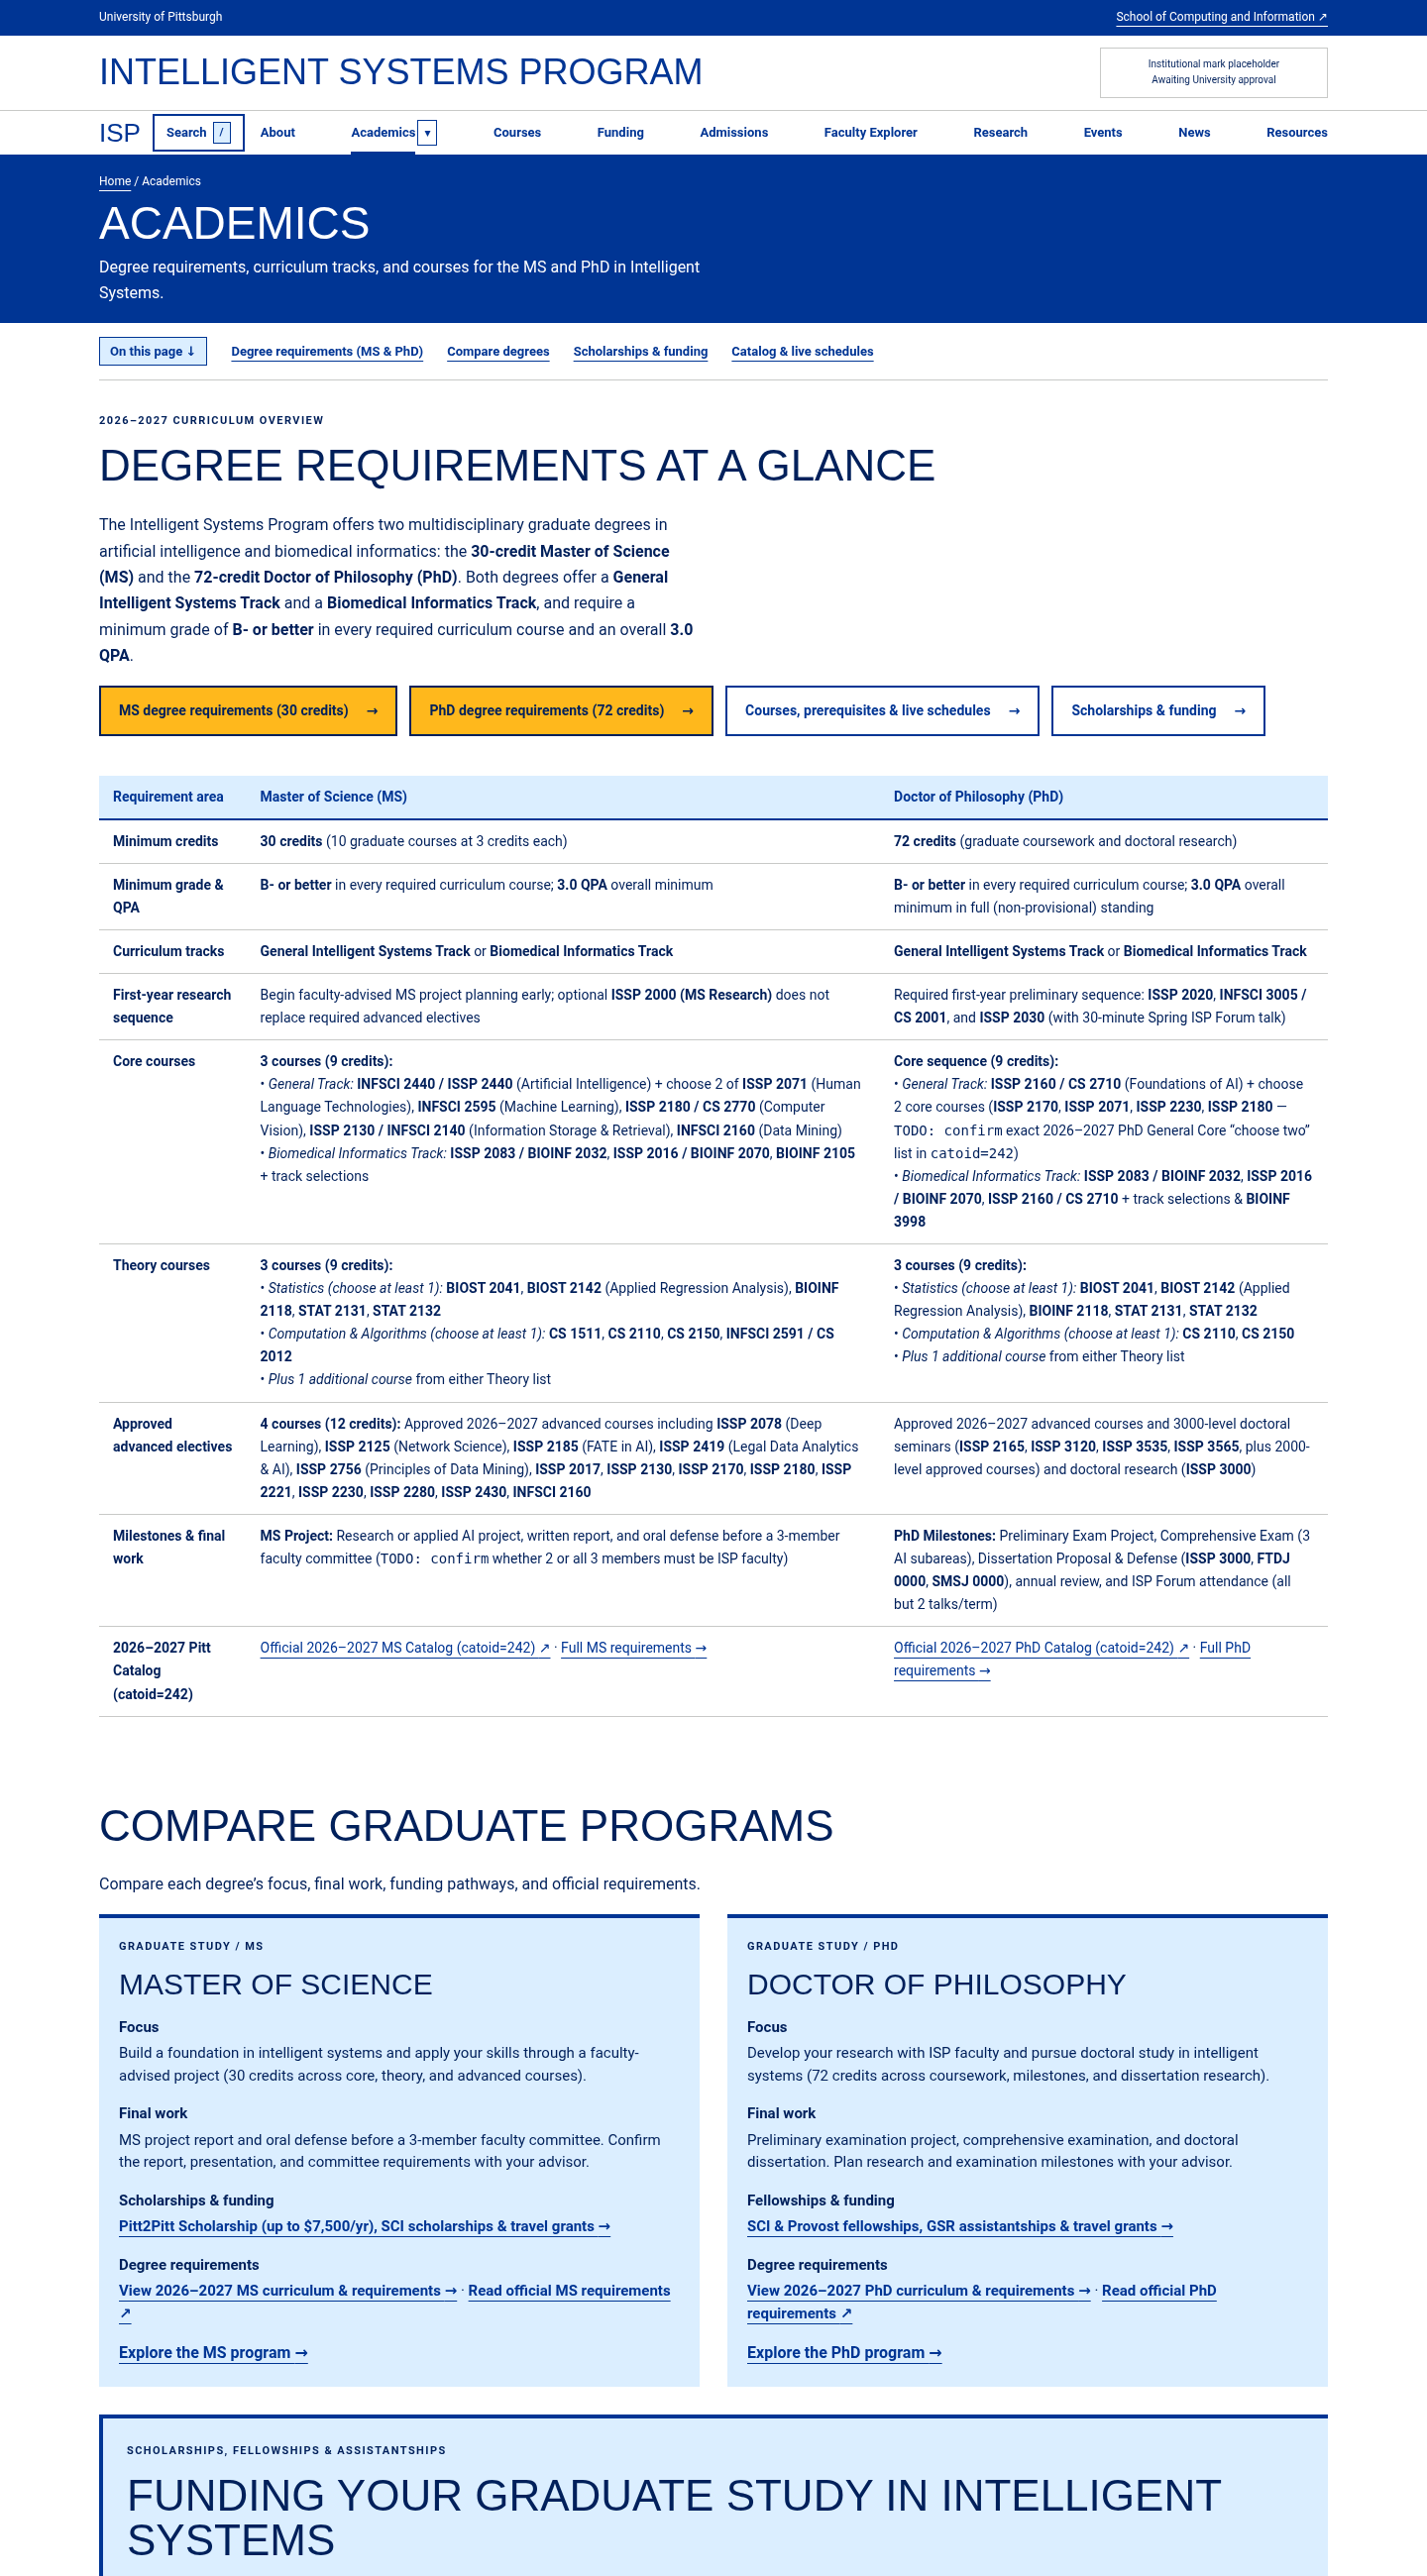 University of Pittsburgh
School of Computing and Information ↗
INTELLIGENT SYSTEMS PROGRAM
Institutional mark placeholder
Awaiting University approval
ISP Search / About Academics ▾ Courses Funding Admissions Faculty Explorer Research Events News Resources
Home / Academics
ACADEMICS
Degree requirements, curriculum tracks, and courses for the MS and PhD in Intelligent
Systems.
On this page ↓ Degree requirements (MS & PhD) Compare degrees Scholarships & funding Catalog & live schedules
2026–2027 CURRICULUM OVERVIEW
DEGREE REQUIREMENTS AT A GLANCE
The Intelligent Systems Program offers two multidisciplinary graduate degrees in
artificial intelligence and biomedical informatics: the 30-credit Master of Science
(MS) and the 72-credit Doctor of Philosophy (PhD). Both degrees offer a General
Intelligent Systems Track and a Biomedical Informatics Track, and require a
minimum grade of B- or better in every required curriculum course and an overall 3.0
QPA.
MS degree requirements (30 credits) →
PhD degree requirements (72 credits) →
Courses, prerequisites & live schedules →
Scholarships & funding →
Requirement area
Master of Science (MS)
Doctor of Philosophy (PhD)
Minimum credits
30 credits (10 graduate courses at 3 credits each)
72 credits (graduate coursework and doctoral research)
Minimum grade &
QPA
B- or better in every required curriculum course; 3.0 QPA overall minimum
B- or better in every required curriculum course; 3.0 QPA overall
minimum in full (non-provisional) standing
Curriculum tracks
General Intelligent Systems Track or Biomedical Informatics Track
General Intelligent Systems Track or Biomedical Informatics Track
First-year research
sequence
Begin faculty-advised MS project planning early; optional ISSP 2000 (MS Research) does not
replace required advanced electives
Required first-year preliminary sequence: ISSP 2020, INFSCI 3005 /
CS 2001, and ISSP 2030 (with 30-minute Spring ISP Forum talk)
Core courses
3 courses (9 credits):
• General Track: INFSCI 2440 / ISSP 2440 (Artificial Intelligence) + choose 2 of ISSP 2071 (Human
Language Technologies), INFSCI 2595 (Machine Learning), ISSP 2180 / CS 2770 (Computer
Vision), ISSP 2130 / INFSCI 2140 (Information Storage & Retrieval), INFSCI 2160 (Data Mining)
• Biomedical Informatics Track: ISSP 2083 / BIOINF 2032, ISSP 2016 / BIOINF 2070, BIOINF 2105
+ track selections
Core sequence (9 credits):
• General Track: ISSP 2160 / CS 2710 (Foundations of AI) + choose
2 core courses (ISSP 2170, ISSP 2071, ISSP 2230, ISSP 2180 —
TODO: confirm exact 2026–2027 PhD General Core “choose two”
list in catoid=242)
• Biomedical Informatics Track: ISSP 2083 / BIOINF 2032, ISSP 2016
/ BIOINF 2070, ISSP 2160 / CS 2710 + track selections & BIOINF
3998
Theory courses
3 courses (9 credits):
• Statistics (choose at least 1): BIOST 2041, BIOST 2142 (Applied Regression Analysis), BIOINF
2118, STAT 2131, STAT 2132
• Computation & Algorithms (choose at least 1): CS 1511, CS 2110, CS 2150, INFSCI 2591 / CS
2012
• Plus 1 additional course from either Theory list
3 courses (9 credits):
• Statistics (choose at least 1): BIOST 2041, BIOST 2142 (Applied
Regression Analysis), BIOINF 2118, STAT 2131, STAT 2132
• Computation & Algorithms (choose at least 1): CS 2110, CS 2150
• Plus 1 additional course from either Theory list
Approved
advanced electives
4 courses (12 credits): Approved 2026–2027 advanced courses including ISSP 2078 (Deep
Learning), ISSP 2125 (Network Science), ISSP 2185 (FATE in AI), ISSP 2419 (Legal Data Analytics
& AI), ISSP 2756 (Principles of Data Mining), ISSP 2017, ISSP 2130, ISSP 2170, ISSP 2180, ISSP
2221, ISSP 2230, ISSP 2280, ISSP 2430, INFSCI 2160
Approved 2026–2027 advanced courses and 3000-level doctoral
seminars (ISSP 2165, ISSP 3120, ISSP 3535, ISSP 3565, plus 2000-
level approved courses) and doctoral research (ISSP 3000)
Milestones & final
work
MS Project: Research or applied AI project, written report, and oral defense before a 3-member
faculty committee (TODO: confirm whether 2 or all 3 members must be ISP faculty)
PhD Milestones: Preliminary Exam Project, Comprehensive Exam (3
AI subareas), Dissertation Proposal & Defense (ISSP 3000, FTDJ
0000, SMSJ 0000), annual review, and ISP Forum attendance (all
but 2 talks/term)
2026–2027 Pitt
Catalog
(catoid=242)
Official 2026–2027 MS Catalog (catoid=242) ↗ · Full MS requirements →
Official 2026–2027 PhD Catalog (catoid=242) ↗ · Full PhD
requirements →
COMPARE GRADUATE PROGRAMS
Compare each degree’s focus, final work, funding pathways, and official requirements.
GRADUATE STUDY / MS
MASTER OF SCIENCE
Focus
Build a foundation in intelligent systems and apply your skills through a faculty-
advised project (30 credits across core, theory, and advanced courses).
Final work
MS project report and oral defense before a 3-member faculty committee. Confirm
the report, presentation, and committee requirements with your advisor.
Scholarships & funding
Pitt2Pitt Scholarship (up to $7,500/yr), SCI scholarships & travel grants →
Degree requirements
View 2026–2027 MS curriculum & requirements → · Read official MS requirements
↗
Explore the MS program →
GRADUATE STUDY / PHD
DOCTOR OF PHILOSOPHY
Focus
Develop your research with ISP faculty and pursue doctoral study in intelligent
systems (72 credits across coursework, milestones, and dissertation research).
Final work
Preliminary examination project, comprehensive examination, and doctoral
dissertation. Plan research and examination milestones with your advisor.
Fellowships & funding
SCI & Provost fellowships, GSR assistantships & travel grants →
Degree requirements
View 2026–2027 PhD curriculum & requirements → · Read official PhD
requirements ↗
Explore the PhD program →
SCHOLARSHIPS, FELLOWSHIPS & ASSISTANTSHIPS
FUNDING YOUR GRADUATE STUDY IN INTELLIGENT
SYSTEMS